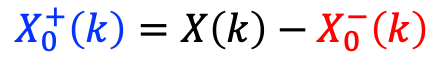 X₀⁺(k) = X(k) − X₀⁻(k)